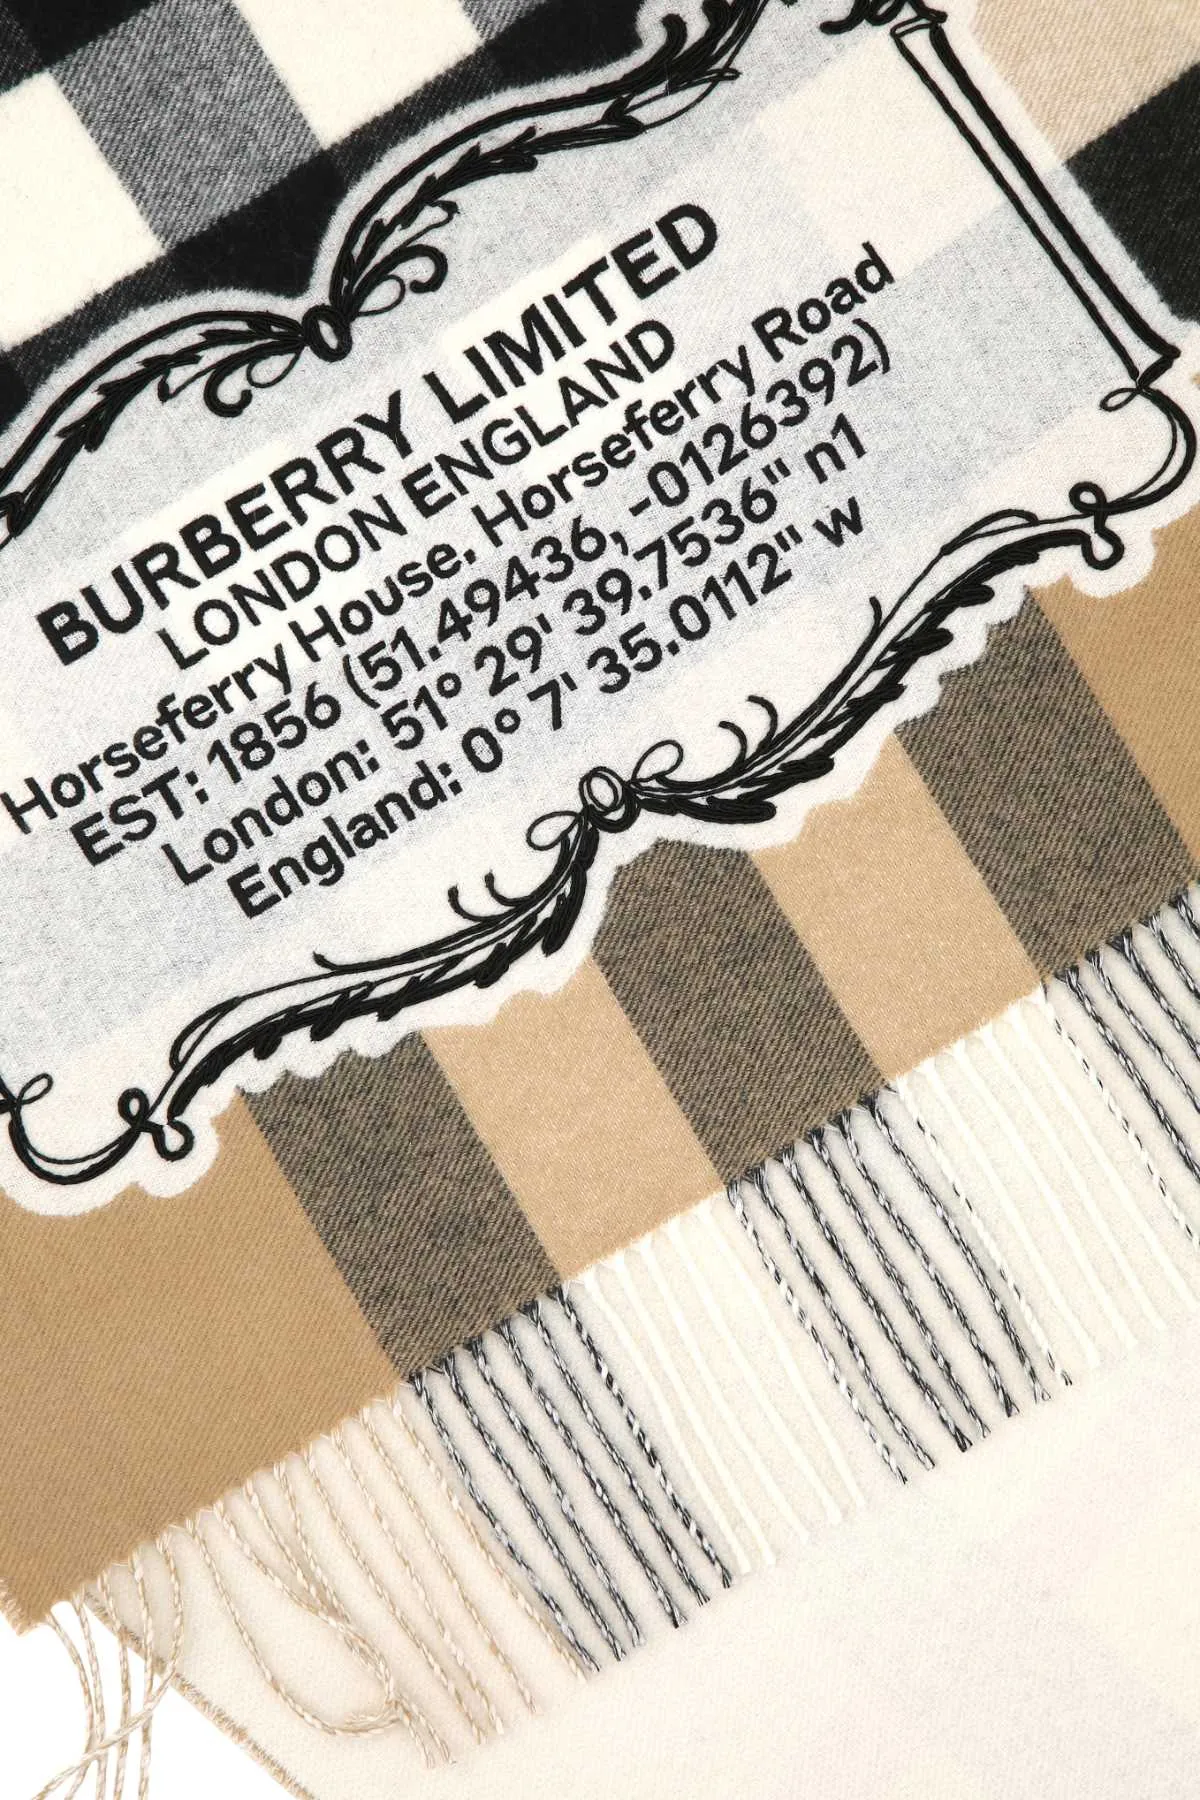 BURBERRY LIMITED
LONDON ENGLAND
Horseferry House. Horseferry Road
EST: 1856 (51.49436, -0126392)
London: 51° 29' 39.7536" n1
England: 0° 7' 35.0112" w